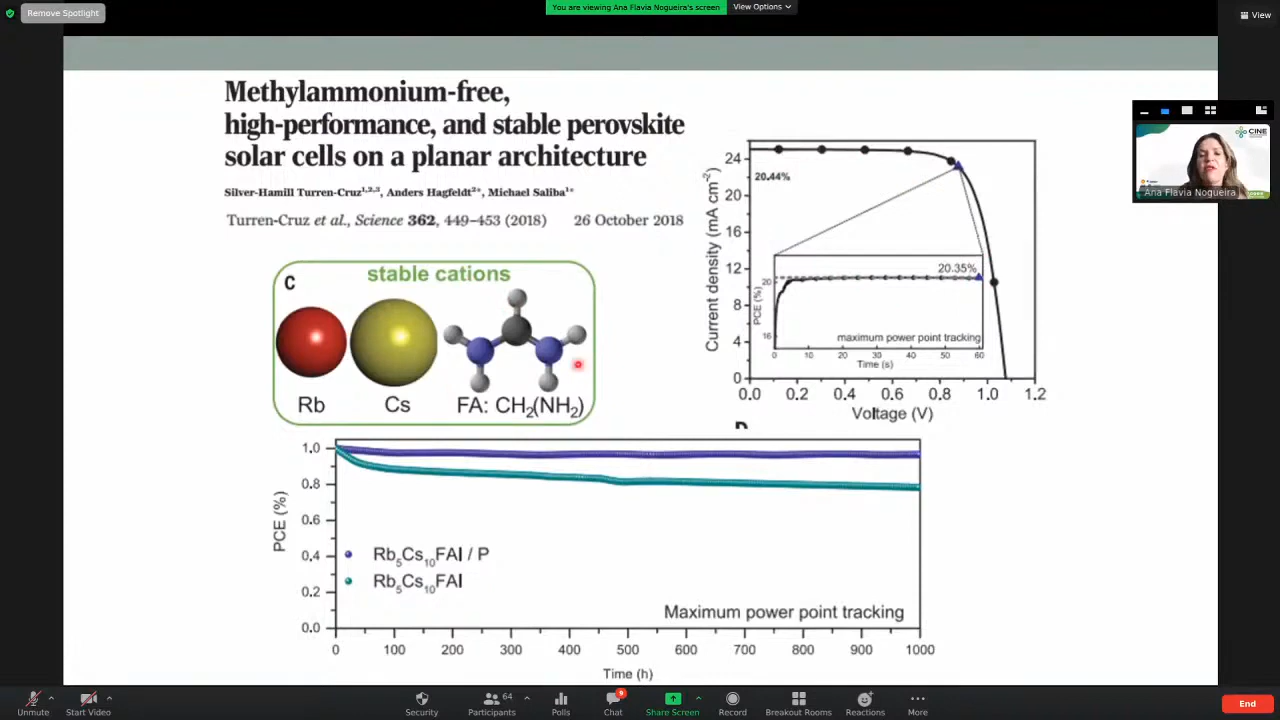 Remove Spotlight
You are viewing Ana Flavia Nogueira's screen
View Options
View
Methylammonium-free,
high-performance, and stable perovskite
solar cells on a planar architecture
Silver-Hamill Turren-Cruz1,2,3, Anders Hagfeldt2*, Michael Saliba1*
Turren-Cruz et al., Science 362, 449–453 (2018) 26 October 2018
CINE
Ana Flavia Nogueira
C
stable cations
Rb
Cs
FA: CH2(NH2)
Current density (mA cm-2)
24
20
16
12
8
4
0
20.44%
20.35%
PCE (%)
20
16
maximum power point tracking
0 10 20 30 40 50 60
Time (s)
0.0 0.2 0.4 0.6 0.8 1.0 1.2
Voltage (V)
D
PCE (%)
1.0
0.8
0.6
0.4
0.2
0.0
Rb5Cs10FAI / P
Rb5Cs10FAI
Maximum power point tracking
0 100 200 300 400 500 600 700 800 900 1000
Time (h)
Unmute
Start Video
Security
Participants
64
Polls
Chat
9
Share Screen
Record
Breakout Rooms
Reactions
More
End